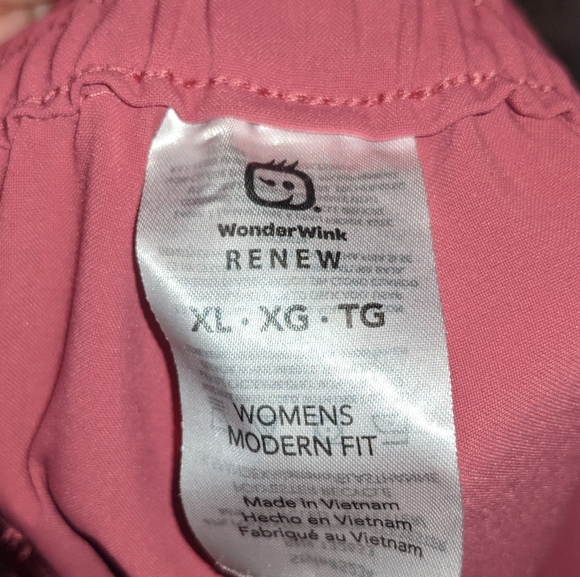 WonderWink
RENEW
XL · XG · TG
WOMENS
MODERN FIT
Made in Vietnam
Hecho en Vietnam
Fabriqué au Vietnam